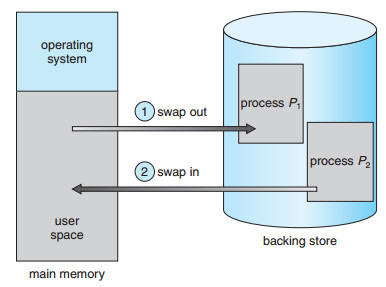 operating
system
1 swap out
process P1
2 swap in
process P2
user
space
backing store
main memory